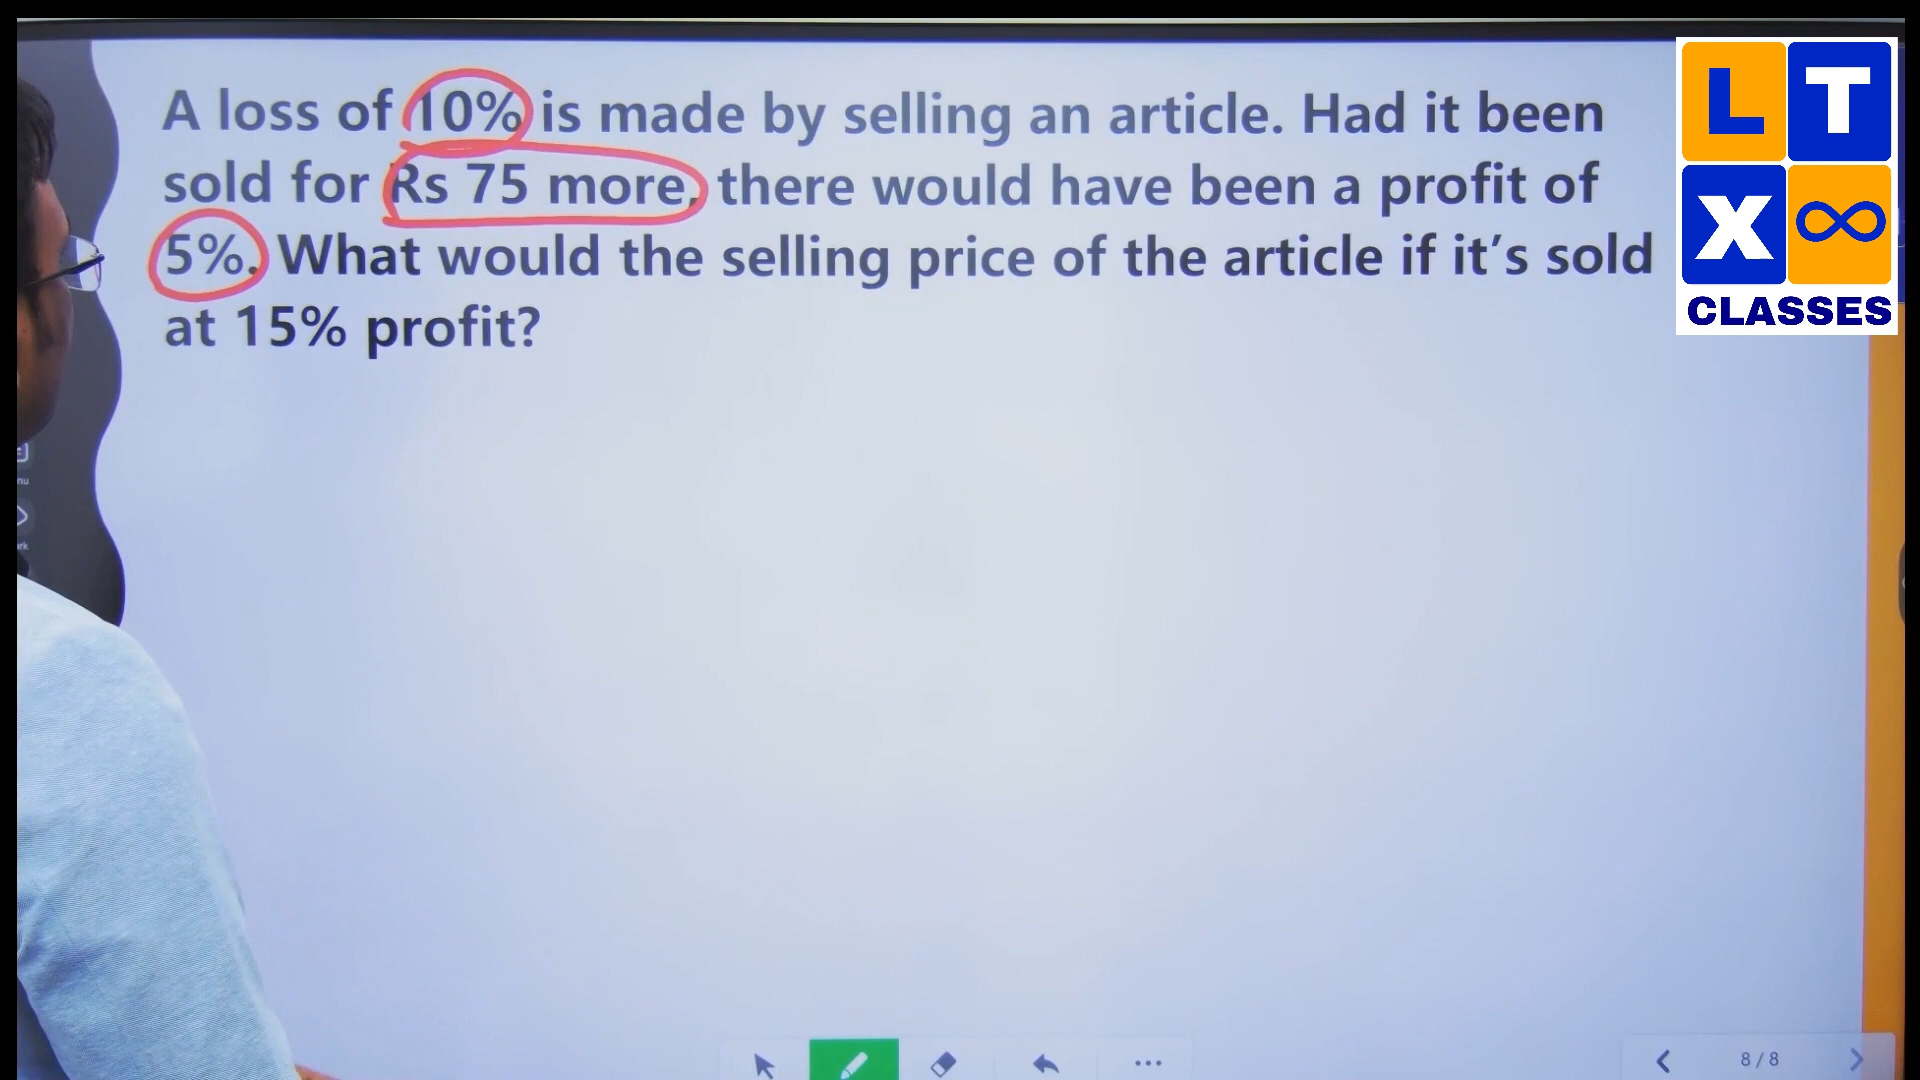 A loss of 10% is made by selling an article. Had it been
sold for Rs 75 more, there would have been a profit of
5%. What would the selling price of the article if it’s sold
at 15% profit?
L T
X ∞
CLASSES
nu
ark
8/8